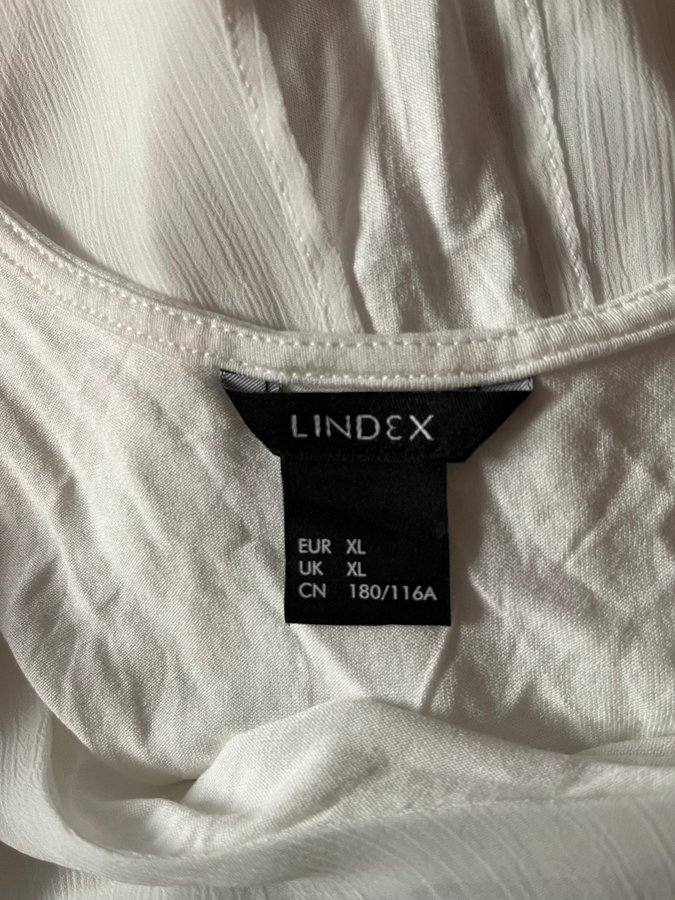 LINDEX
EUR XL
UK XL
CN 180/116A